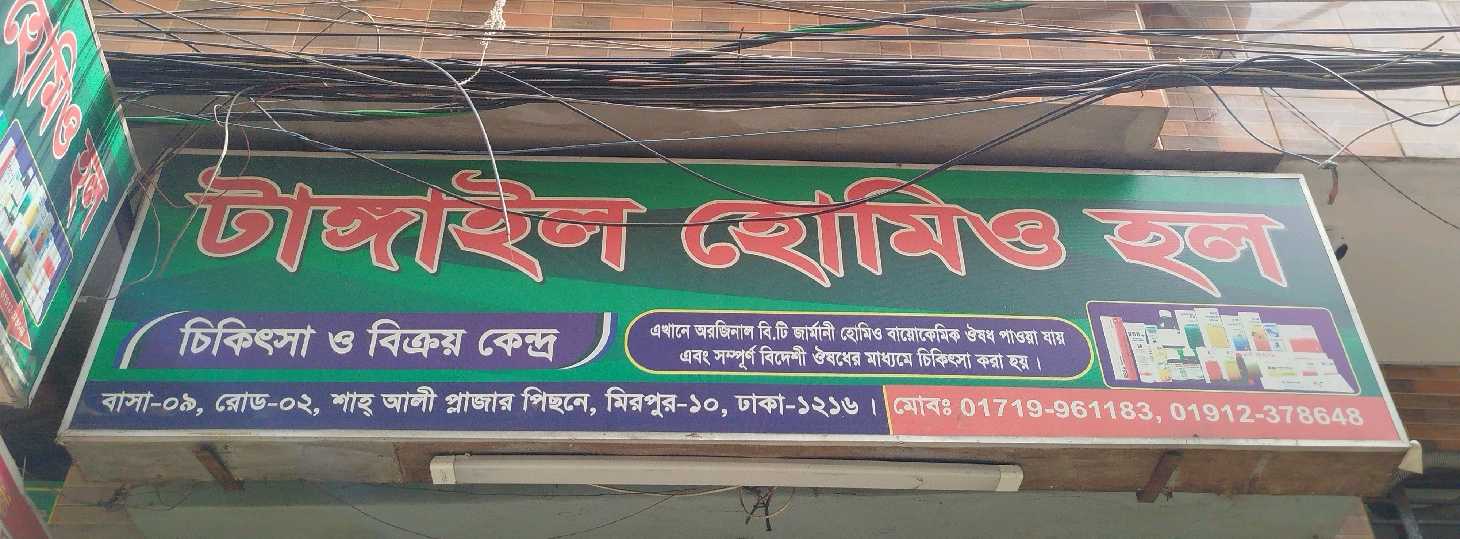 হোমিও হল
টাঙ্গাইল হোমিও হল
চিকিৎসা ও বিক্রয় কেন্দ্র
এখানে অরজিনাল বি.টি জার্মানী হোমিও বায়োকেমিক ঔষধ পাওয়া যায়
এবং সম্পূর্ণ বিদেশী ঔষধের মাধ্যমে চিকিৎসা করা হয়।
বাসা-০৯, রোড-০২, শাহ্ আলী প্লাজার পিছনে, মিরপুর-১০, ঢাকা-১২১৬।
মোবঃ 01719-961183, 01912-378648